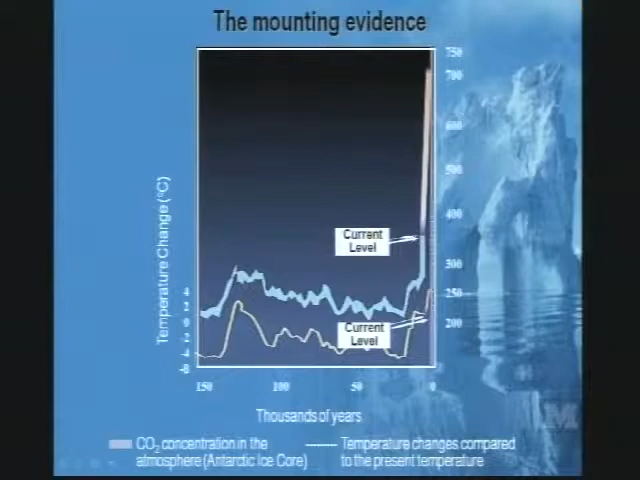 The mounting evidence
750
700
600
500
400
300
250
200
Temperature Change (°C)
4
2
0
-2
-4
-8
Current
Level
Current
Level
150
100
50
0
Thousands of years
CO₂ concentration in the
atmosphere (Antarctic Ice Core)
Temperature changes compared
to the present temperature